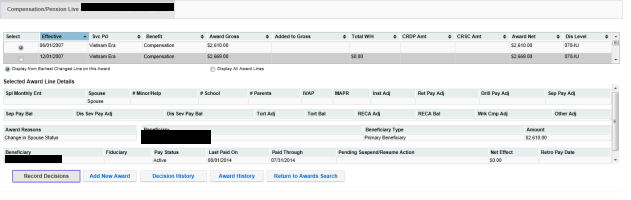 Compensation/Pension Live
Select Effective Svc Pd Benefit Award Gross Added to Gross Total W/H CRDP Amt CRSC Amt Award Net Dis Level
06/01/2007 Vietnam Era Compensation $2,610.00 $2,610.00 070-IU
12/01/2007 Vietnam Era Compensation $2,669.00 $0.00 $2,669.00 070-IU
Display from Earliest Changed Line on this Award Display All Award Lines
Selected Award Line Details
Spl Monthly Ent Spouse # Minor/Help # School # Parents IVAP MAPR Inst Adj Ret Pay Adj Drill Pay Adj Sep Pay Adj
Spouse
Sep Pay Bal Dis Sev Pay Adj Dis Sev Pay Bal Tort Adj Tort Bal RECA Adj RECA Bal Wrk Cmp Adj Other Adj
Award Reasons Beneficiary Beneficiary Type Amount
Change in Spouse Status Primary Beneficiary $2,610.00
Beneficiary Fiduciary Pay Status Last Paid On Paid Through Pending Suspend/Resume Action Net Effect Retro Pay Date
Active 08/01/2014 07/31/2014 $0.00
Record Decisions Add New Award Decision History Award History Return to Awards Search